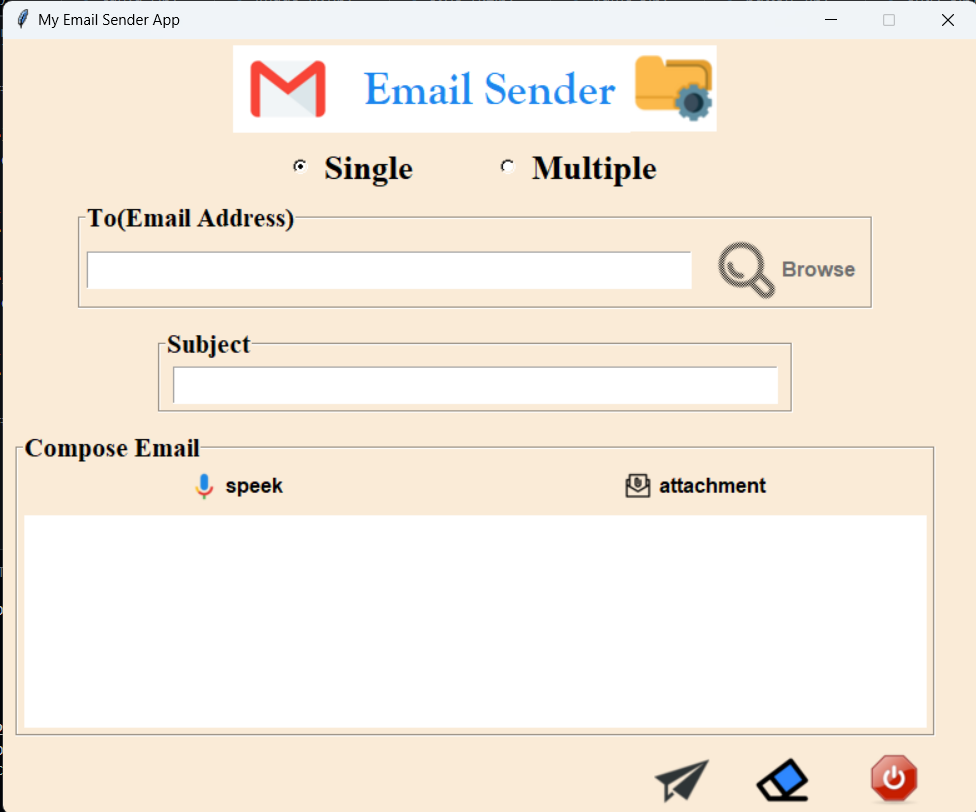 My Email Sender App
Email Sender
Single Multiple
To(Email Address)
Browse
Subject
Compose Email
speek attachment